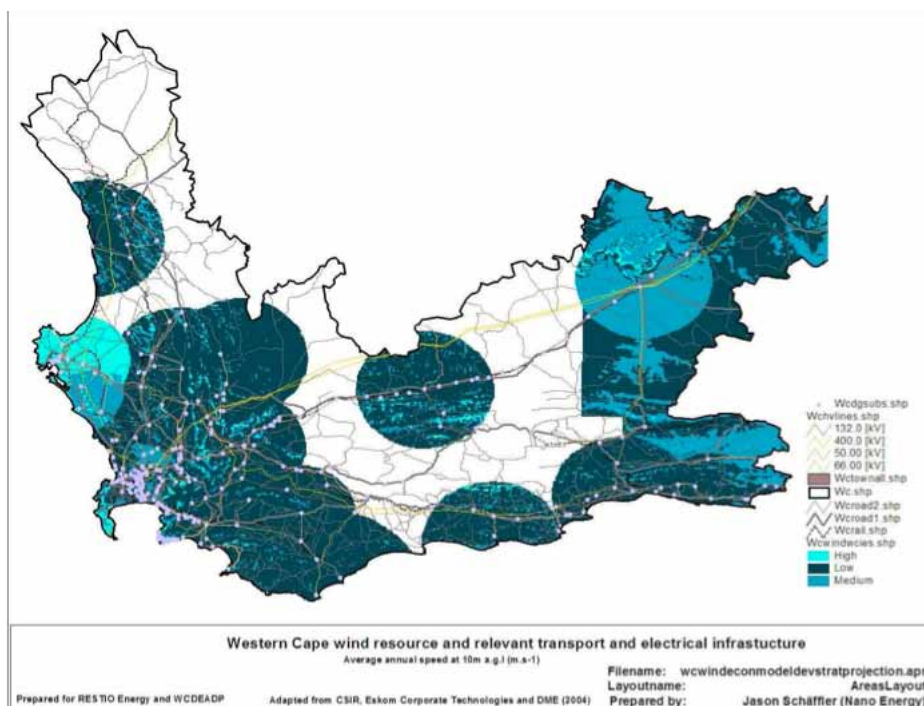 Wcdgsubs.shp
Wchvlines.shp
132.0 [kV]
400.0 [kV]
50.00 [kV]
66.00 [kV]
Wctownall.shp
Wc.shp
Wcroad2.shp
Wcroad1.shp
Wcrail.shp
Wcwindwcies.shp
High
Low
Medium
Western Cape wind resource and relevant transport and electrical infrastucture
Average annual speed at 10m a.g.l (m.s-1)
Filename: wcwindeconmodeldevstratprojection.apr
Layoutname: AreasLayout
Prepared for RESTIO Energy and WCDEADP Adapted from CSIR, Eskom Corporate Technologies and DME (2004) Prepared by: Jason Schäffler (Nano Energy